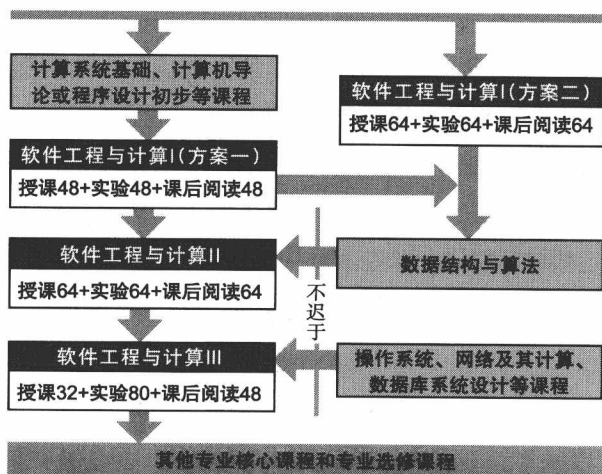 计算系统基础、计算机导
论或程序设计初步等课程
软件工程与计算I(方案二)
授课64+实验64+课后阅读64
软件工程与计算I(方案一)
授课48+实验48+课后阅读48
软件工程与计算II
授课64+实验64+课后阅读64
数据结构与算法
不迟于
软件工程与计算III
授课32+实验80+课后阅读48
操作系统、网络及其计算、
数据库系统设计等课程
其他专业核心课程和专业选修课程